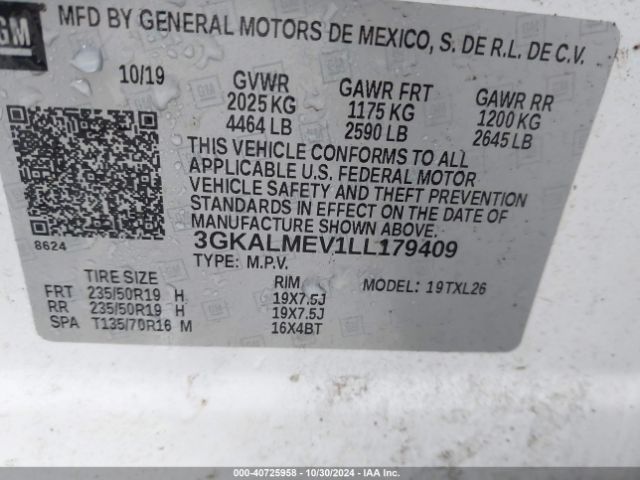 GM
MFD BY GENERAL MOTORS DE MEXICO, S. DE R.L. DE C.V.
10/19 GVWR GAWR FRT GAWR RR
2025 KG 1175 KG 1200 KG
4464 LB 2590 LB 2645 LB
THIS VEHICLE CONFORMS TO ALL
APPLICABLE U.S. FEDERAL MOTOR
VEHICLE SAFETY AND THEFT PREVENTION
STANDARDS IN EFFECT ON THE DATE OF
MANUFACTURE SHOWN ABOVE.
8624 3GKALMEV1LL179409
TYPE: M.P.V. MODEL: 19TXL26
TIRE SIZE RIM
FRT 235/50R19 H 19X7.5J
RR 235/50R19 H 19X7.5J
SPA T135/70R16 M 16X4BT
000-40725958 - 10/30/2024 - IAAI.COM